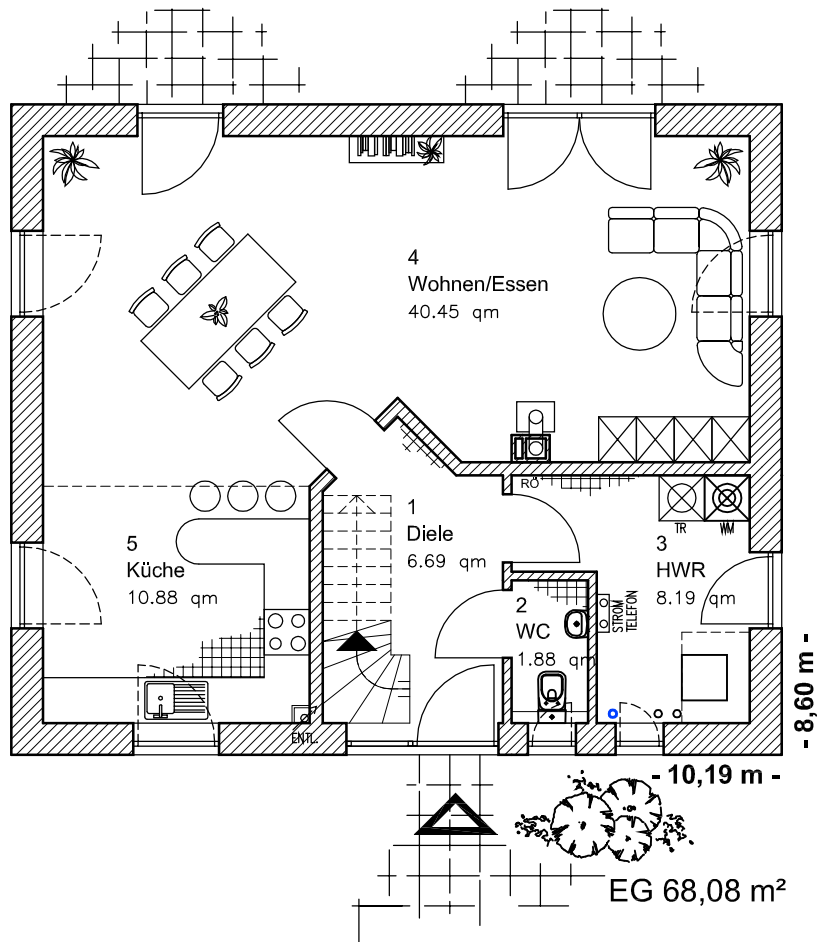 4
Wohnen/Essen
40.45 qm
RO
1
Diele
6.69 qm
TR
WM
5
Küche
10.88 qm
3
HWR
8.19 qm
2
WC
1.88 qm
STROM
TELEFON
ENTL.
- 8,60 m -
- 10,19 m -
EG 68,08 m²